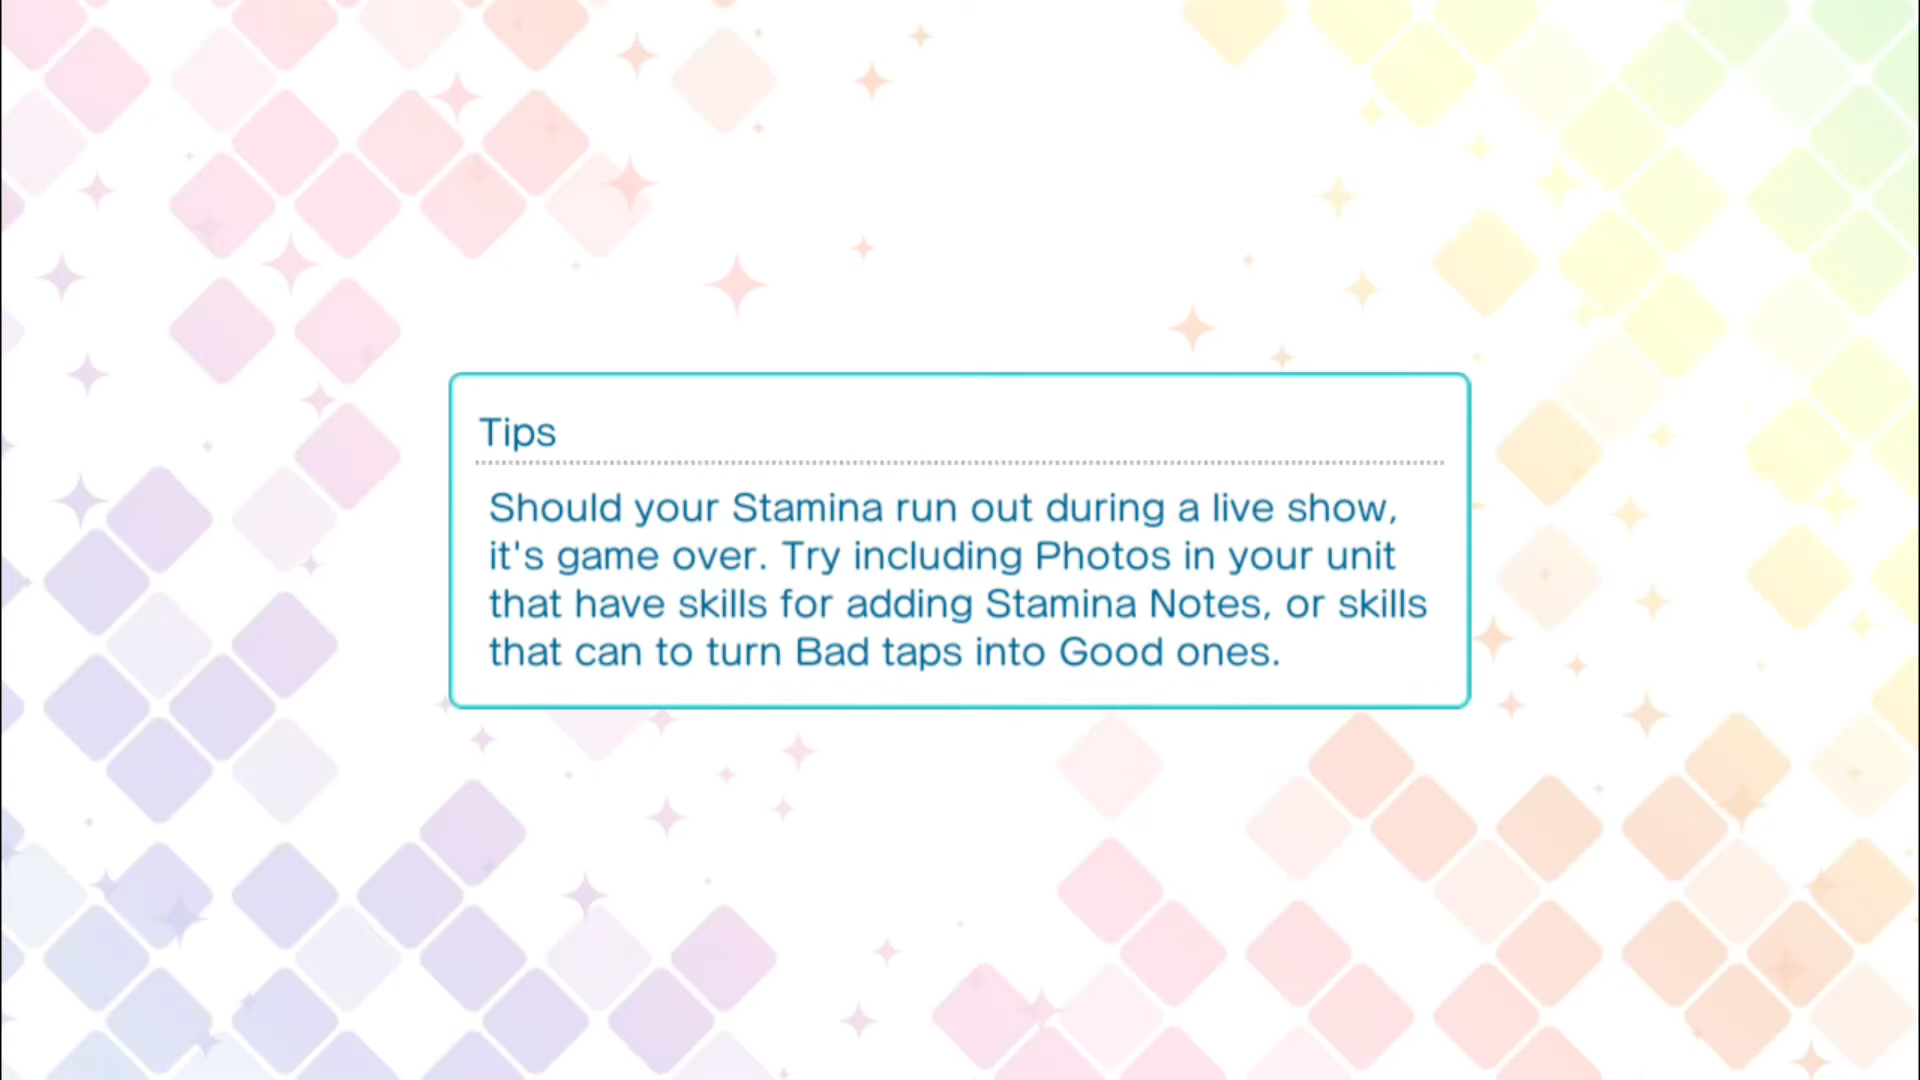 Tips
Should your Stamina run out during a live show,
it's game over. Try including Photos in your unit
that have skills for adding Stamina Notes, or skills
that can to turn Bad taps into Good ones.